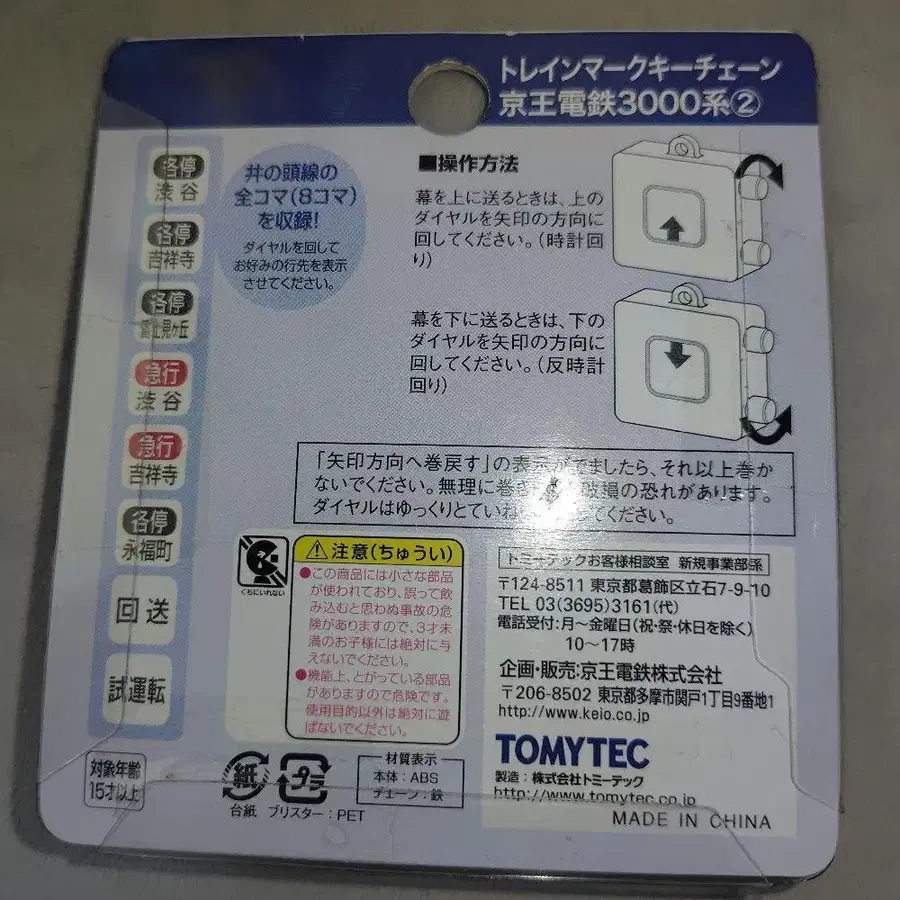 トレインマークキーチェーン
京王電鉄3000系②
各停
渋谷
各停
吉祥寺
各停
富士見ヶ丘
急行
渋谷
急行
吉祥寺
各停
永福町
回送
試運転
対象年齢
15才以上
井の頭線の
全コマ(8コマ)
を収録!
ダイヤルを回して
お好みの行先を表示
させてください。
■操作方法
幕を上に送るときは、上の
ダイヤルを矢印の方向に
回してください。(時計回
り)
幕を下に送るときは、下の
ダイヤルを矢印の方向に
回してください。(反時計
回り)
「矢印方向へ巻戻す」の表示がでましたら、それ以上巻か
ないでください。無理に巻き 破損の恐れがあります。
ダイヤルはゆっくりとていね してください。
くちにいれない
注意(ちゅうい)
●この商品には小さな部品
が使われており、誤って飲
み込むと思わぬ事故の危
険がありますので、3才未
満のお子様には絶対に与
えないでください。
●機能上、とがっている部品
がありますので危険です。
使用目的以外は絶対に遊
ばないでください。
紙
台紙
プラ
ブリスター:PET
材質表示
本体:ABS
チェーン:鉄
トミーテックお客様相談室 新規事業部係
〒124-8511 東京都葛飾区立石7-9-10
TEL 03(3695)3161(代)
電話受付:月〜金曜日(祝・祭・休日を除く)
10〜17時
企画・販売:京王電鉄株式会社
〒206-8502 東京都多摩市関戸1丁目9番地1
http://www.keio.co.jp
TOMYTEC
製造:株式会社トミーテック
http://www.tomytec.co.jp
MADE IN CHINA